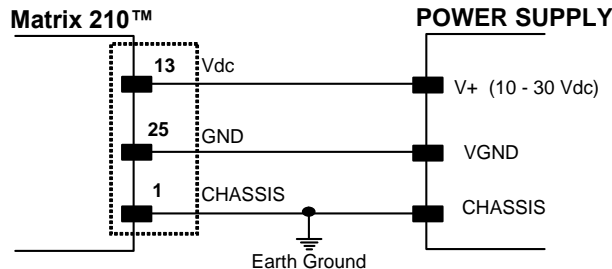 Matrix 210™ POWER SUPPLY
13 Vdc V+ (10 - 30 Vdc)
25 GND VGND
1 CHASSIS CHASSIS
Earth Ground